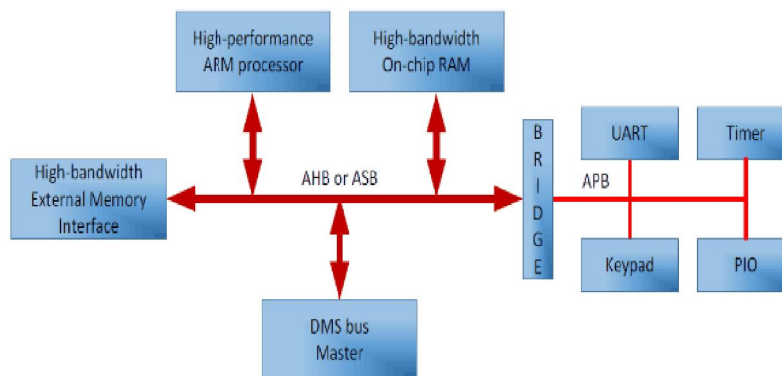 High-performance
ARM processor
High-bandwidth
On-chip RAM
High-bandwidth
External Memory
Interface
AHB or ASB
B
R
I
D
G
E
UART
Timer
APB
Keypad
PIO
DMS bus
Master